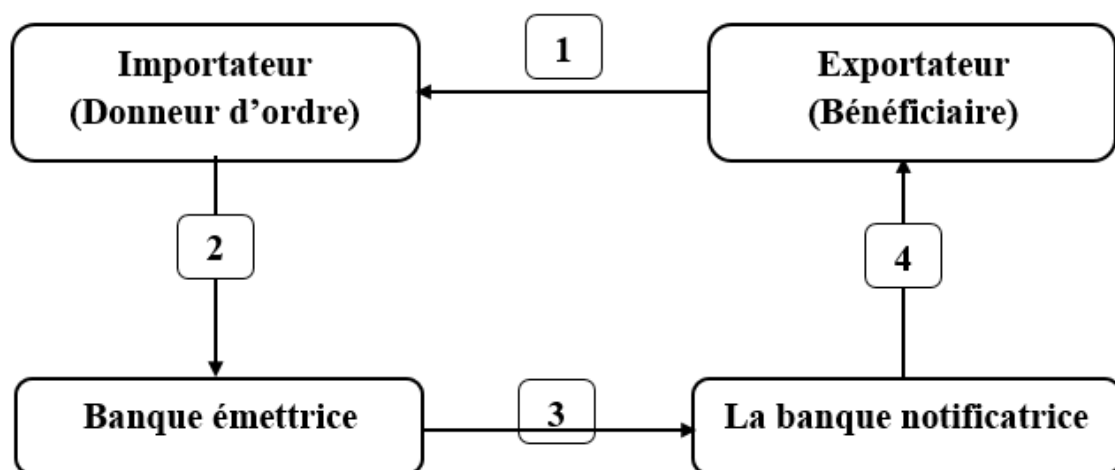 Importateur
(Donneur d’ordre)
1
Exportateur
(Bénéficiaire)
2
4
Banque émettrice
3
La banque notificatrice